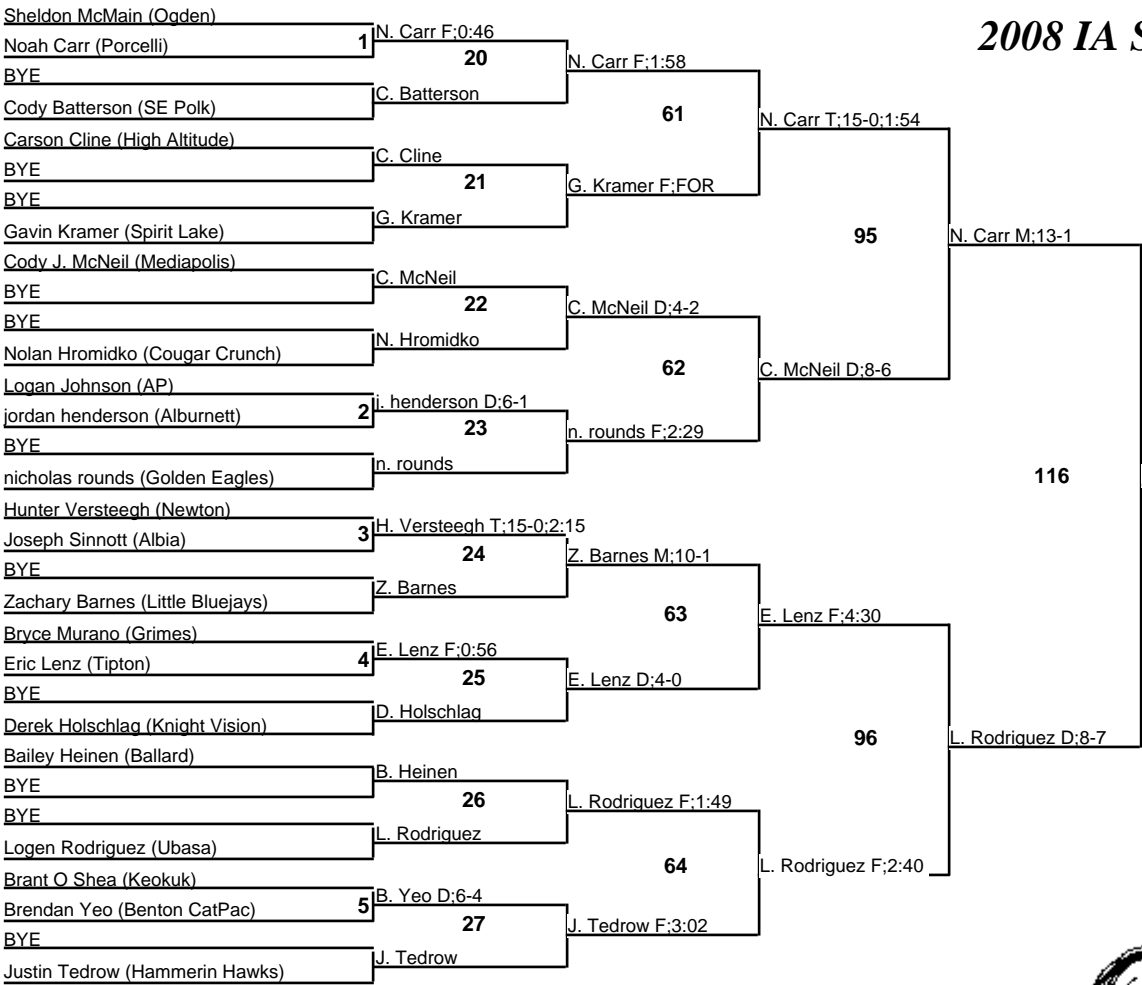 Sheldon McMain (Ogden)
Noah Carr (Porcelli)
BYE
Cody Batterson (SE Polk)
Carson Cline (High Altitude)
BYE
BYE
Gavin Kramer (Spirit Lake)
Cody J. McNeil (Mediapolis)
BYE
BYE
Nolan Hromidko (Cougar Crunch)
Logan Johnson (AP)
jordan henderson (Alburnett)
BYE
nicholas rounds (Golden Eagles)
Hunter Versteegh (Newton)
Joseph Sinnott (Albia)
BYE
Zachary Barnes (Little Bluejays)
Bryce Murano (Grimes)
Eric Lenz (Tipton)
BYE
Derek Holschlag (Knight Vision)
Bailey Heinen (Ballard)
BYE
BYE
Logen Rodriguez (Ubasa)
Brant O Shea (Keokuk)
Brendan Yeo (Benton CatPac)
BYE
Justin Tedrow (Hammerin Hawks)
1
2
3
4
5
N. Carr F;0:46
20
C. Batterson
C. Cline
21
G. Kramer
C. McNeil
22
N. Hromidko
j. henderson D;6-1
23
n. rounds
H. Versteegh T;15-0;2:15
24
Z. Barnes
E. Lenz F;0:56
25
D. Holschlag
B. Heinen
26
L. Rodriguez
B. Yeo D;6-4
27
J. Tedrow
N. Carr F;1:58
61
G. Kramer F;FOR
C. McNeil D;4-2
62
n. rounds F;2:29
Z. Barnes M;10-1
63
E. Lenz D;4-0
L. Rodriguez F;1:49
64
J. Tedrow F;3:02
N. Carr T;15-0;1:54
95
C. McNeil D;8-6
E. Lenz F;4:30
96
L. Rodriguez F;2:40
2008 IA S
N. Carr M;13-1
116
L. Rodriguez D;8-7